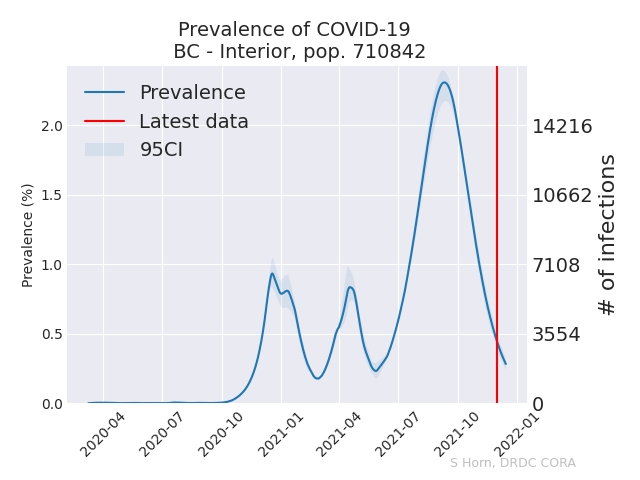 Prevalence of COVID-19
BC - Interior, pop. 710842
Prevalence
Latest data
95CI
Prevalence (%)
2.0
1.5
1.0
0.5
0.0
14216
10662
7108
3554
0
# of infections
2020-04
2020-07
2020-10
2021-01
2021-04
2021-07
2021-10
2022-01
S Horn, DRDC CORA